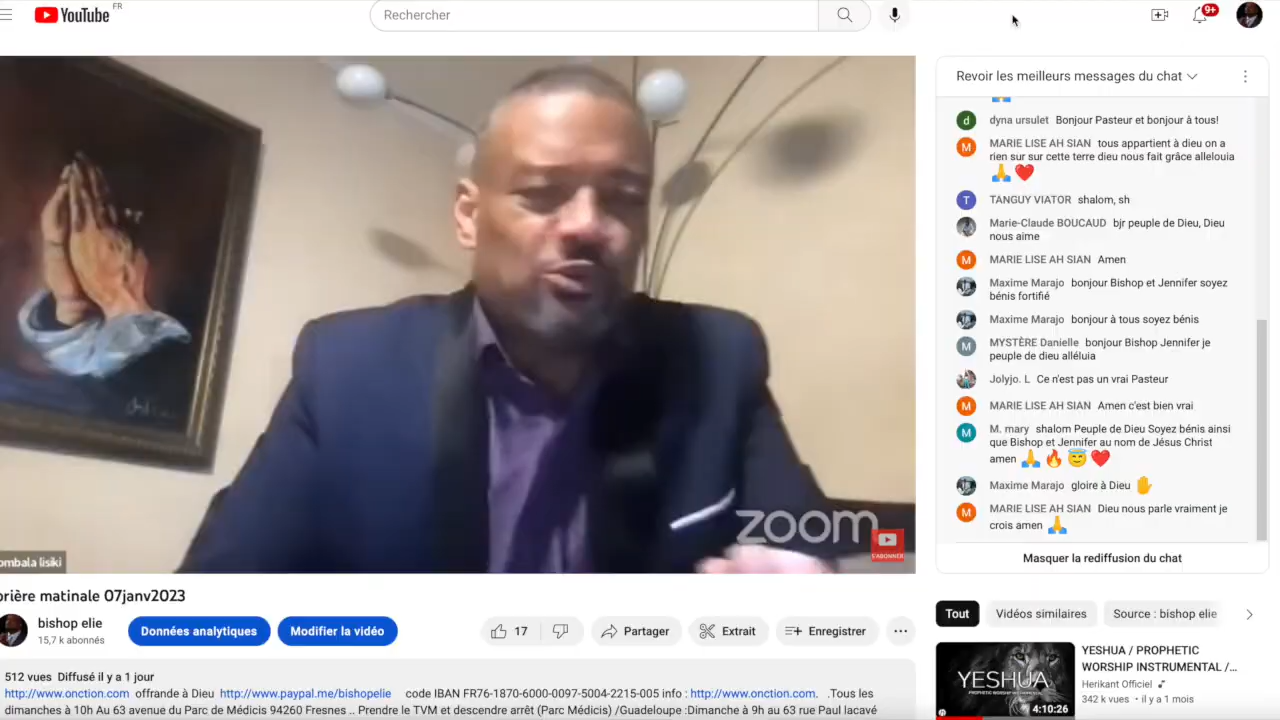 YouTube FR
Rechercher
9+
zoom
S'ABONNER
ombala lisiki
prière matinale 07janv2023
bishop elie
15,7 k abonnés
Données analytiques
Modifier la vidéo
17
Partager
Extrait
Enregistrer
512 vues Diffusé il y a 1 jour
http://www.onction.com offrande à Dieu http://www.paypal.me/bishopelie code IBAN FR76-1870-6000-0097-5004-2215-005 info : http://www.onction.com. .Tous les
dimanches à 10h Au 63 avenue du Parc de Médicis 94260 Prendre le TVM et descendre arrêt (Parc Médicis) /Guadeloupe :Dimanche à 9h au 63 rue Paul lacavé
Revoir les meilleurs messages du chat
d dyna ursulet Bonjour Pasteur et bonjour à tous!
M MARIE LISE AH SIAN tous appartient à dieu on a
rien sur sur cette terre dieu nous fait grâce allelouia
🙏❤️
T TANGUY VIATOR shalom, sh
Marie-Claude BOUCAUD bjr peuple de Dieu, Dieu
nous aime
M MARIE LISE AH SIAN Amen
Maxime Marajo bonjour Bishop et Jennifer soyez
bénis fortifié
Maxime Marajo bonjour à tous soyez bénis
M MYSTÈRE Danielle bonjour Bishop Jennifer je
peuple de dieu alléluia
Jolyjo. L Ce n'est pas un vrai Pasteur
M MARIE LISE AH SIAN Amen c'est bien vrai
M M. mary shalom Peuple de Dieu Soyez bénis ainsi
que Bishop et Jennifer au nom de Jésus Christ
amen 🙏🔥😇❤️
Maxime Marajo gloire à Dieu ✋
M MARIE LISE AH SIAN Dieu nous parle vraiment je
crois amen 🙏
Masquer la rediffusion du chat
Tout
Vidéos similaires
Source : bishop elie
YESHUA
PROPHETIC WORSHIP INSTRUMENTAL
4:10:26
YESHUA / PROPHETIC
WORSHIP INSTRUMENTAL /...
Herikant Officiel
342 k vues • il y a 1 mois